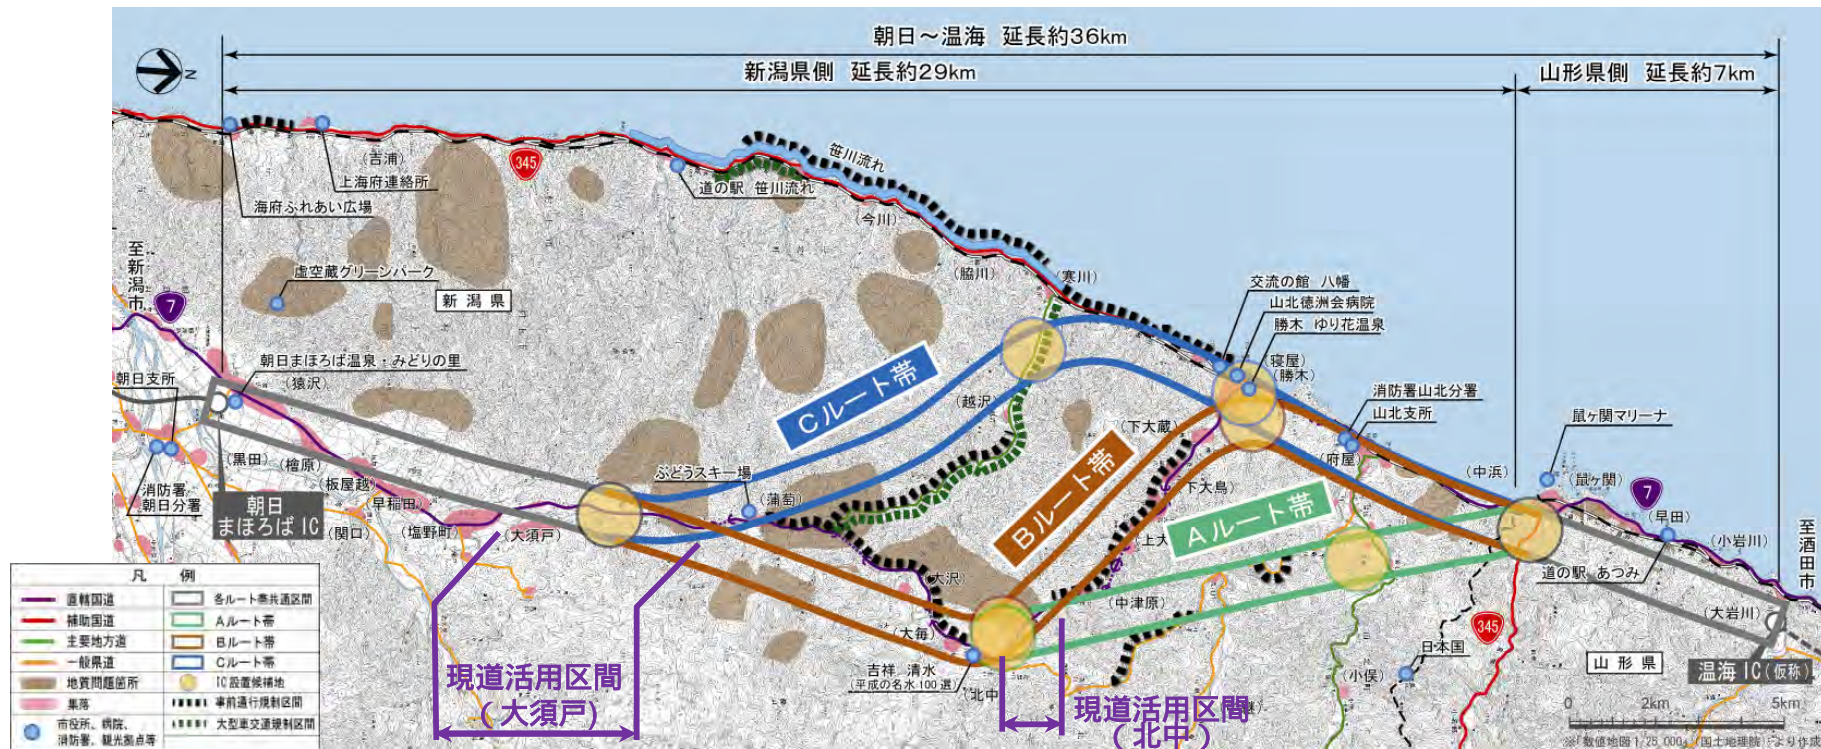 朝日～温海 延長約36km
新潟県側 延長約29km
山形県側 延長約7km
N
笹川流れ
(吉浦)
上海府連絡所
海府ふれあい広場
345
道の駅 笹川流れ
(今川)
(脇川)
(寒川)
至新潟市
7
虚空蔵グリーンパーク
新潟県
交流の館 八幡
山北徳洲会病院
勝木 ゆり花温泉
(寝屋)
(勝木)
朝日まほろば温泉・みどりの里
朝日支所
(猿沢)
Cルート帯
(越沢)
(下大蔵)
消防署山北分署
山北支所
(府屋)
(中浜)
鼠ヶ関マリーナ
(鼠ヶ関)
7
(早田)
(小岩川)
至酒田市
(黒田)
(檜原)
(板屋越)
早稲田)
(塩野町)
(関口)
(大須戸)
消防署
朝日分署
朝日
まほろばIC
ぶどうスキー場
(蒲萄)
Bルート帯
(下大鳥)
(上大
Aルート帯
道の駅 あつみ
(大岩川)
(大沢)
(中津原)
(大毎)
吉祥 清水
(平成の名水100選)
(北中
345
日本国
(小俣)
山形県
温海IC(仮称)
現道活用区間
(大須戸)
現道活用区間
(北中)
0km 2km 5km
※「数値地図1/25,000」(国土地理院)より作成
凡例
直轄国道
補助国道
主要地方道
一般県道
地質問題箇所
集落
市役所、病院、
消防署、観光拠点等
各ルート帯共通区間
Aルート帯
Bルート帯
Cルート帯
IC設置候補地
事前通行規制区間
大型車交通規制区間